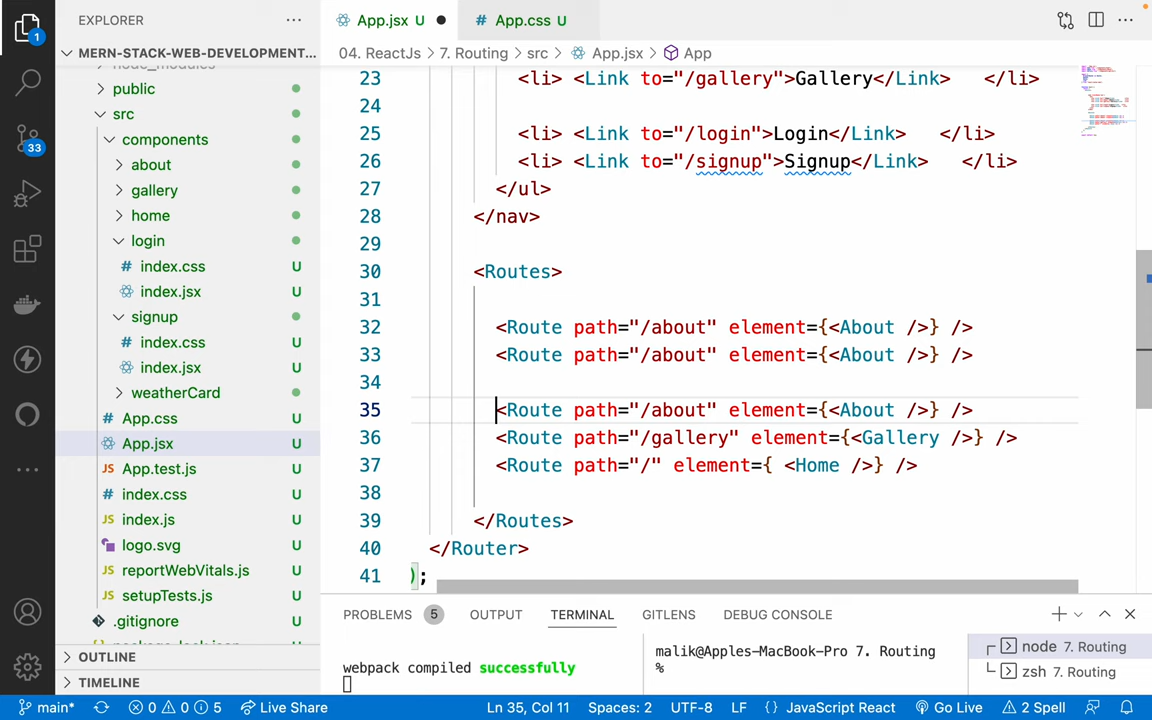 EXPLORER
MERN-STACK-WEB-DEVELOPMENT...
node_modules
public
src
components
about
gallery
home
login
index.css U
index.jsx U
signup
index.css U
index.jsx U
weatherCard
App.css U
App.jsx U
App.test.js U
index.css U
index.js U
logo.svg U
reportWebVitals.js U
setupTests.js U
.gitignore U
OUTLINE
TIMELINE
1
33
App.jsx U
App.css U
04. ReactJs > 7. Routing > src > App.jsx > App
23 <li> <Link to="/gallery">Gallery</Link> </li>
24
25 <li> <Link to="/login">Login</Link> </li>
26 <li> <Link to="/signup">Signup</Link> </li>
27 </ul>
28 </nav>
29
30 <Routes>
31
32 <Route path="/about" element={<About />} />
33 <Route path="/about" element={<About />} />
34
35 <Route path="/about" element={<About />} />
36 <Route path="/gallery" element={<Gallery />} />
37 <Route path="/" element={ <Home />} />
38
39 </Routes>
40 </Router>
41 );
PROBLEMS 5 OUTPUT TERMINAL GITLENS DEBUG CONSOLE
webpack compiled successfully
malik@Apples-MacBook-Pro 7. Routing
%
node 7. Routing
zsh 7. Routing
main* 0 0 5 Live Share Ln 35, Col 11 Spaces: 2 UTF-8 LF {} JavaScript React Go Live 2 Spell